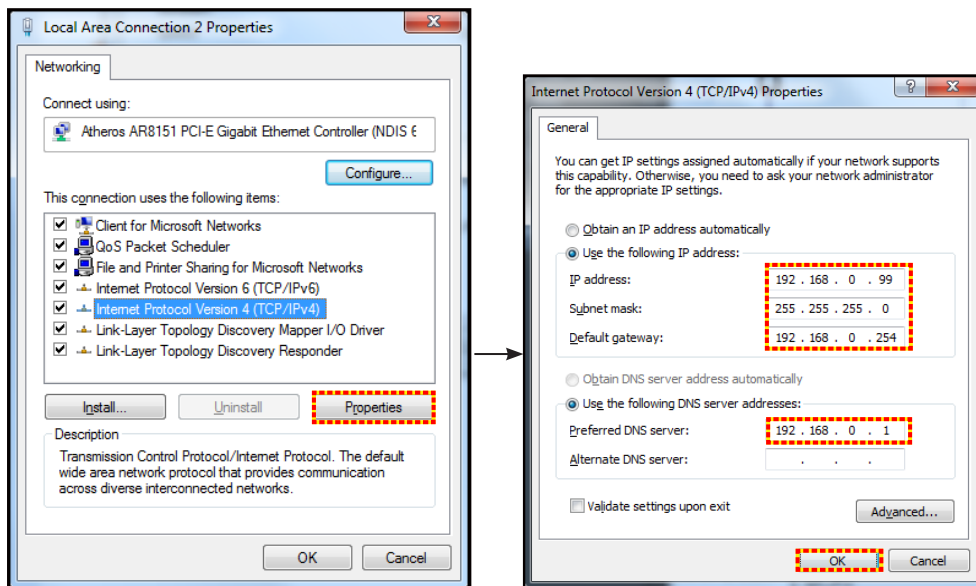 Local Area Connection 2 Properties
Networking
Connect using:
Atheros AR8151 PCI-E Gigabit Ethernet Controller (NDIS 6
Configure...
This connection uses the following items:
Client for Microsoft Networks
QoS Packet Scheduler
File and Printer Sharing for Microsoft Networks
Internet Protocol Version 6 (TCP/IPv6)
Internet Protocol Version 4 (TCP/IPv4)
Link-Layer Topology Discovery Mapper I/O Driver
Link-Layer Topology Discovery Responder
Install...
Uninstall
Properties
Description
Transmission Control Protocol/Internet Protocol. The default
wide area network protocol that provides communication
across diverse interconnected networks.
OK
Cancel
Internet Protocol Version 4 (TCP/IPv4) Properties
?
General
You can get IP settings assigned automatically if your network supports
this capability. Otherwise, you need to ask your network administrator
for the appropriate IP settings.
Obtain an IP address automatically
Use the following IP address:
IP address: 192 . 168 . 0 . 99
Subnet mask: 255 . 255 . 255 . 0
Default gateway: 192 . 168 . 0 . 254
Obtain DNS server address automatically
Use the following DNS server addresses:
Preferred DNS server: 192 . 168 . 0 . 1
Alternate DNS server: . . .
Validate settings upon exit
Advanced...
OK
Cancel